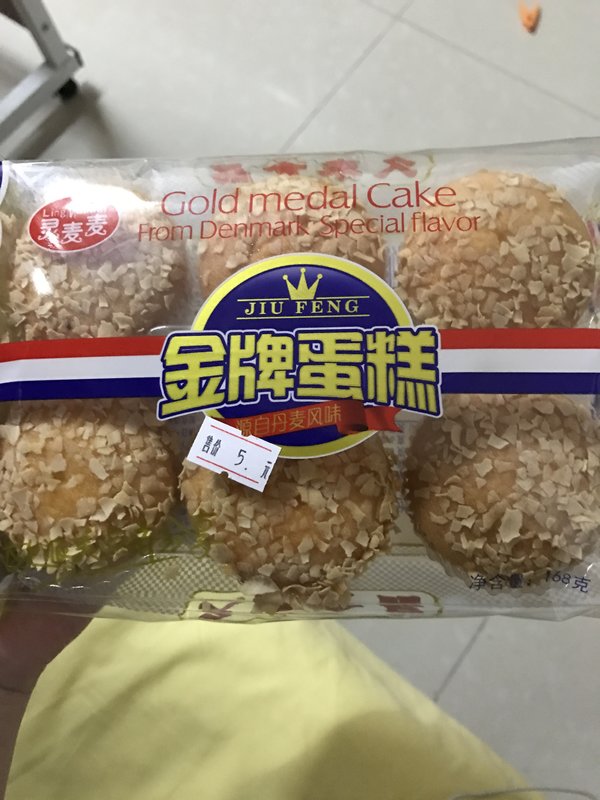 Gold medal Cake
From Denmark Special flavor
灵麦麦
JIU FENG
金牌蛋糕
源自丹麦风味
售价 5.元
净含量：168克